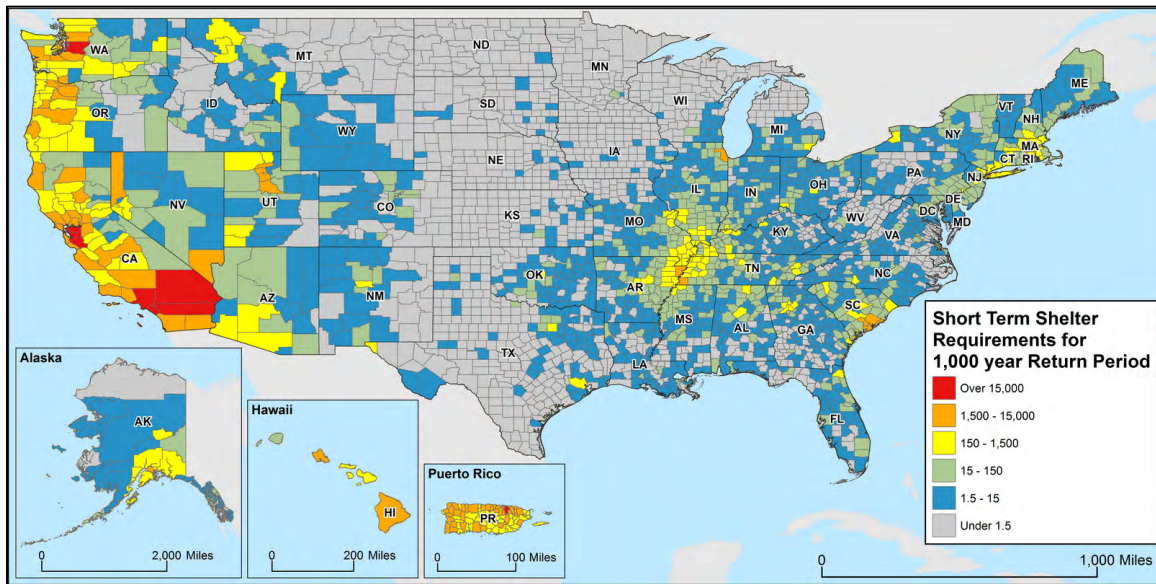 WA
MT
ND
MN
ME
OR
ID
SD
WI
MI
VT
NH
NY
MA
CT RI
WY
NE
IA
PA
NJ
NV
UT
CO
IL
IN
OH
DE
DC
MD
WV
VA
KS
MO
KY
CA
AZ
NM
OK
AR
TN
NC
SC
MS
AL
GA
TX
LA
FL
Alaska
AK
0
2,000 Miles
Hawaii
HI
0
200 Miles
Puerto Rico
PR
0
100 Miles
Short Term Shelter
Requirements for
1,000 year Return Period
Over 15,000
1,500 - 15,000
150 - 1,500
15 - 150
1.5 - 15
Under 1.5
0
1,000 Miles